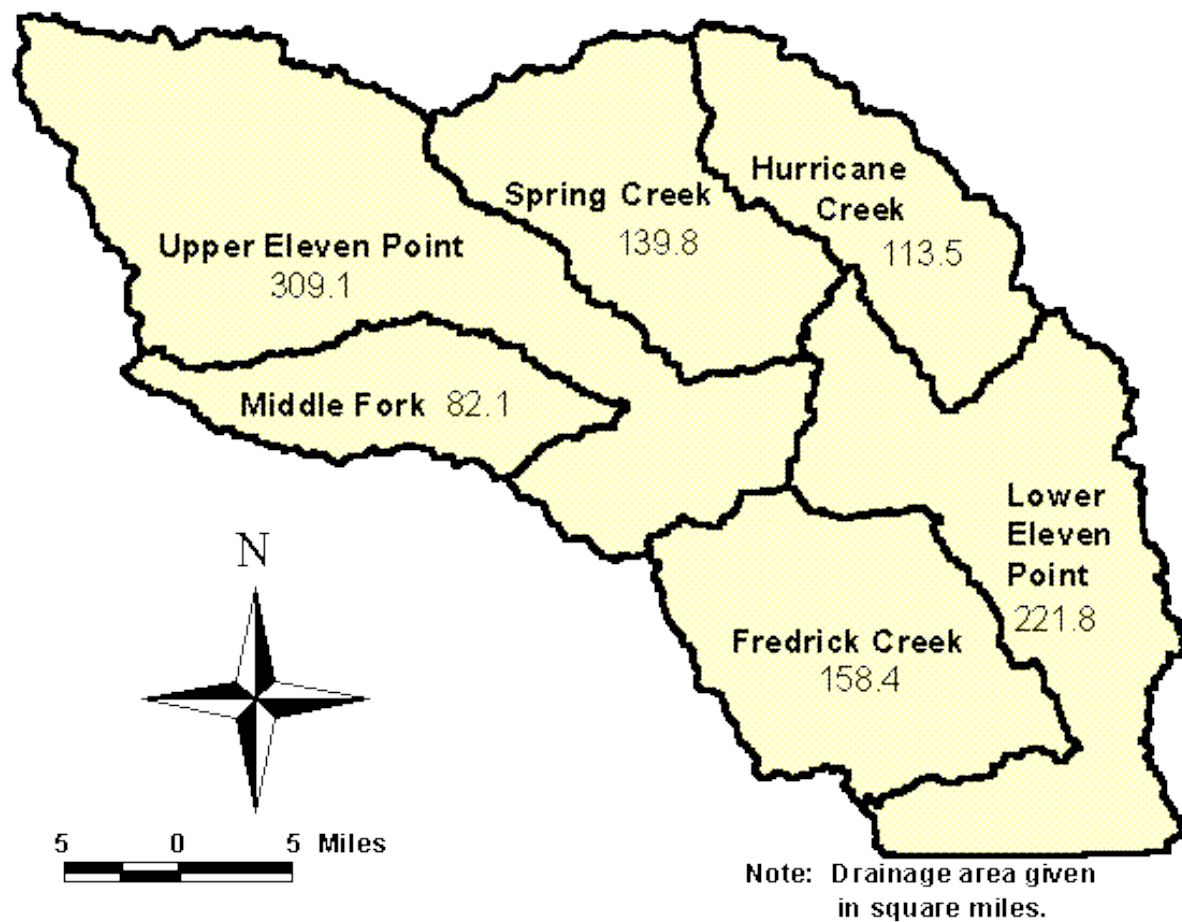 Hurricane
Creek
113.5
Spring Creek
139.8
Upper Eleven Point
309.1
Middle Fork 82.1
Lower
Eleven
Point
221.8
Fredrick Creek
158.4
N
5 0 5 Miles
Note: Drainage area given
in square miles.